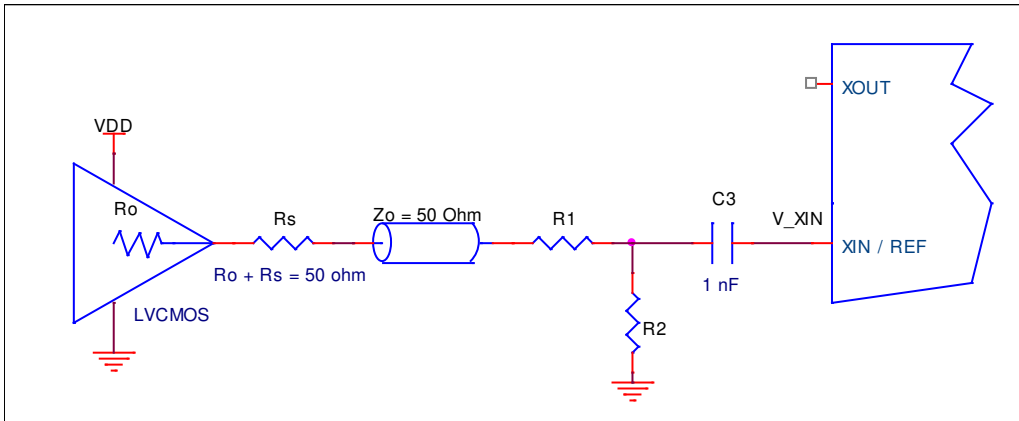 XOUT
VDD
Ro
Rs
Zo = 50 Ohm
R1
C3
V_XIN
XIN / REF
Ro + Rs = 50 ohm
1 nF
LVCMOS
R2